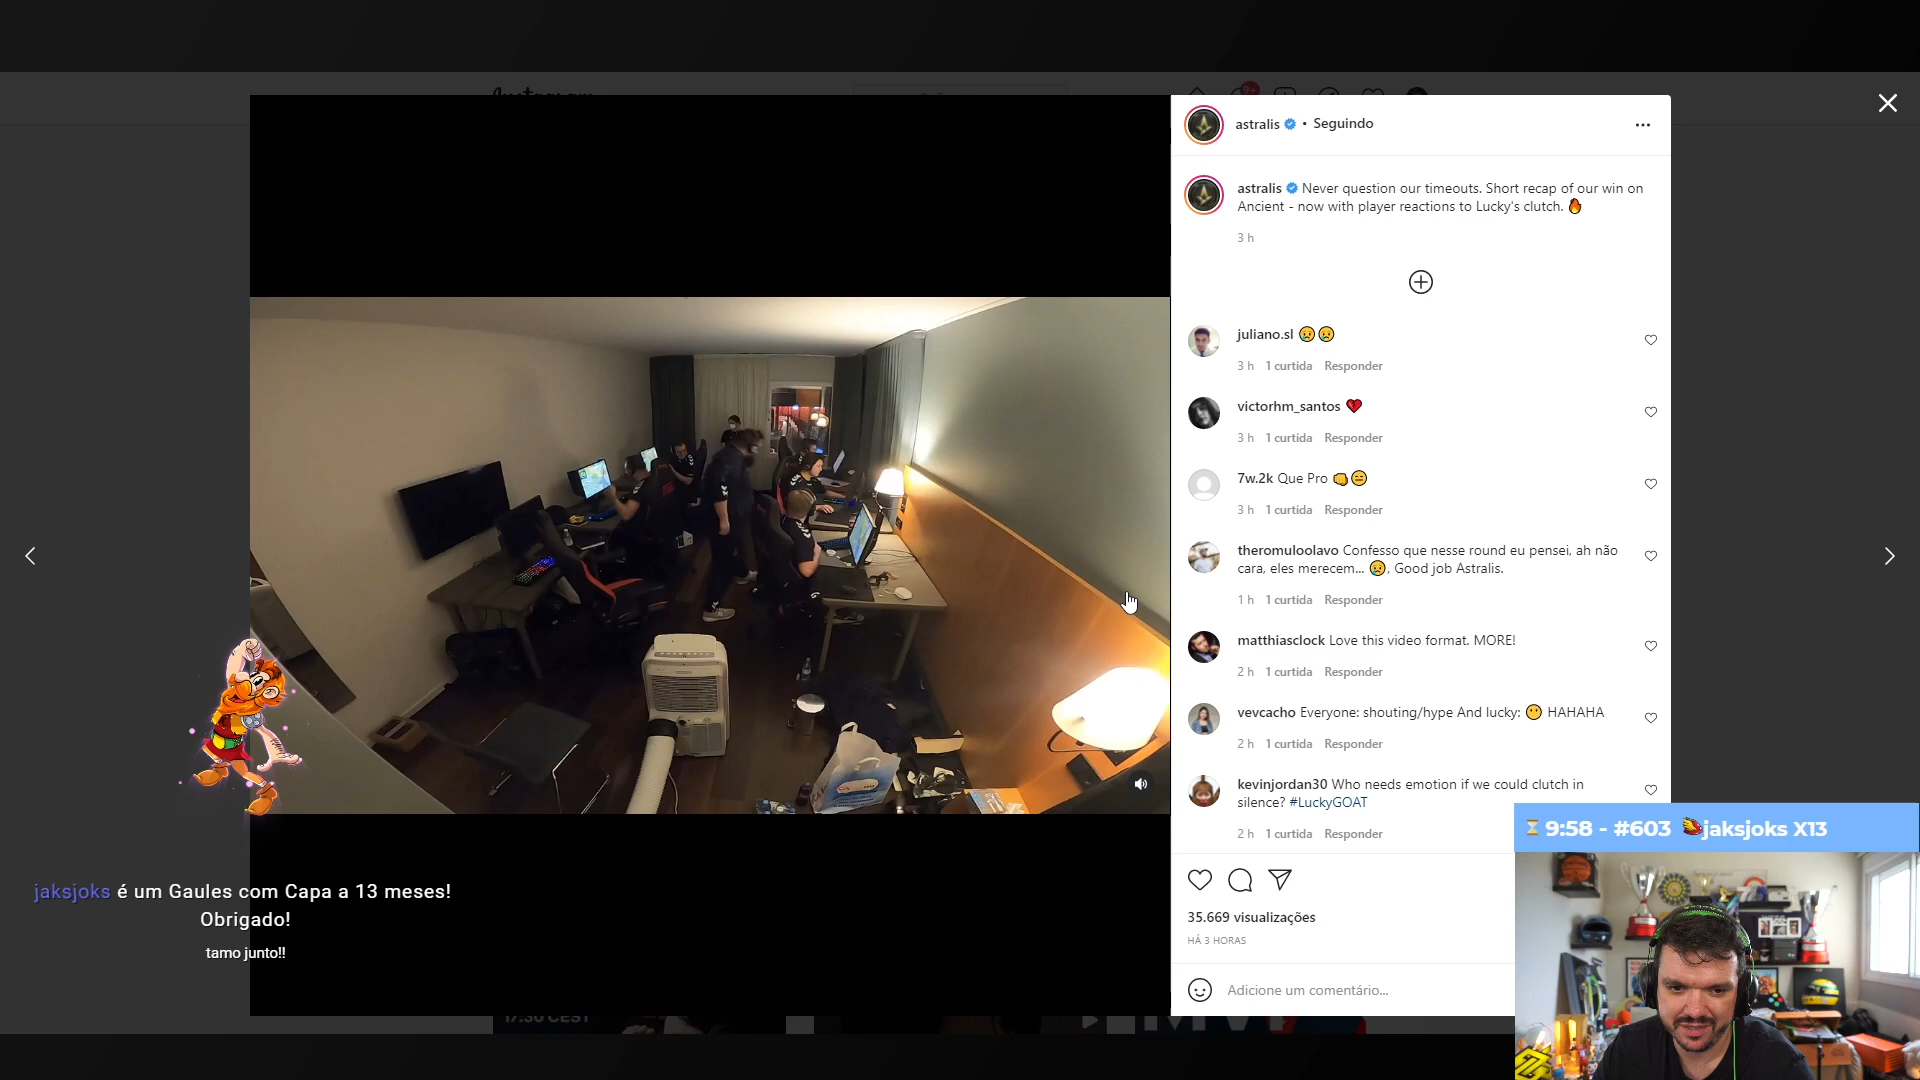 astralis • Seguindo
astralis Never question our timeouts. Short recap of our win on
Ancient - now with player reactions to Lucky's clutch. 🔥
3 h
juliano.sl 😢😢
3 h 1 curtida Responder
victorhm_santos ❤️
3 h 1 curtida Responder
7w.2k Que Pro 👊😑
3 h 1 curtida Responder
theromuloolavo Confesso que nesse round eu pensei, ah não
cara, eles merecem... 😢, Good job Astralis.
1 h 1 curtida Responder
matthiasclock Love this video format. MORE!
2 h 1 curtida Responder
vevcacho Everyone: shouting/hype And lucky: 😶 HAHAHA
2 h 1 curtida Responder
kevinjordan30 Who needs emotion if we could clutch in
silence? #LuckyGOAT
2 h 1 curtida Responder
35.669 visualizações
HÁ 3 HORAS
Adicione um comentário...
9:58 - #603 jaksjoks X13
jaksjoks é um Gaules com Capa a 13 meses!
Obrigado!
tamo junto!!
17:30 CEST